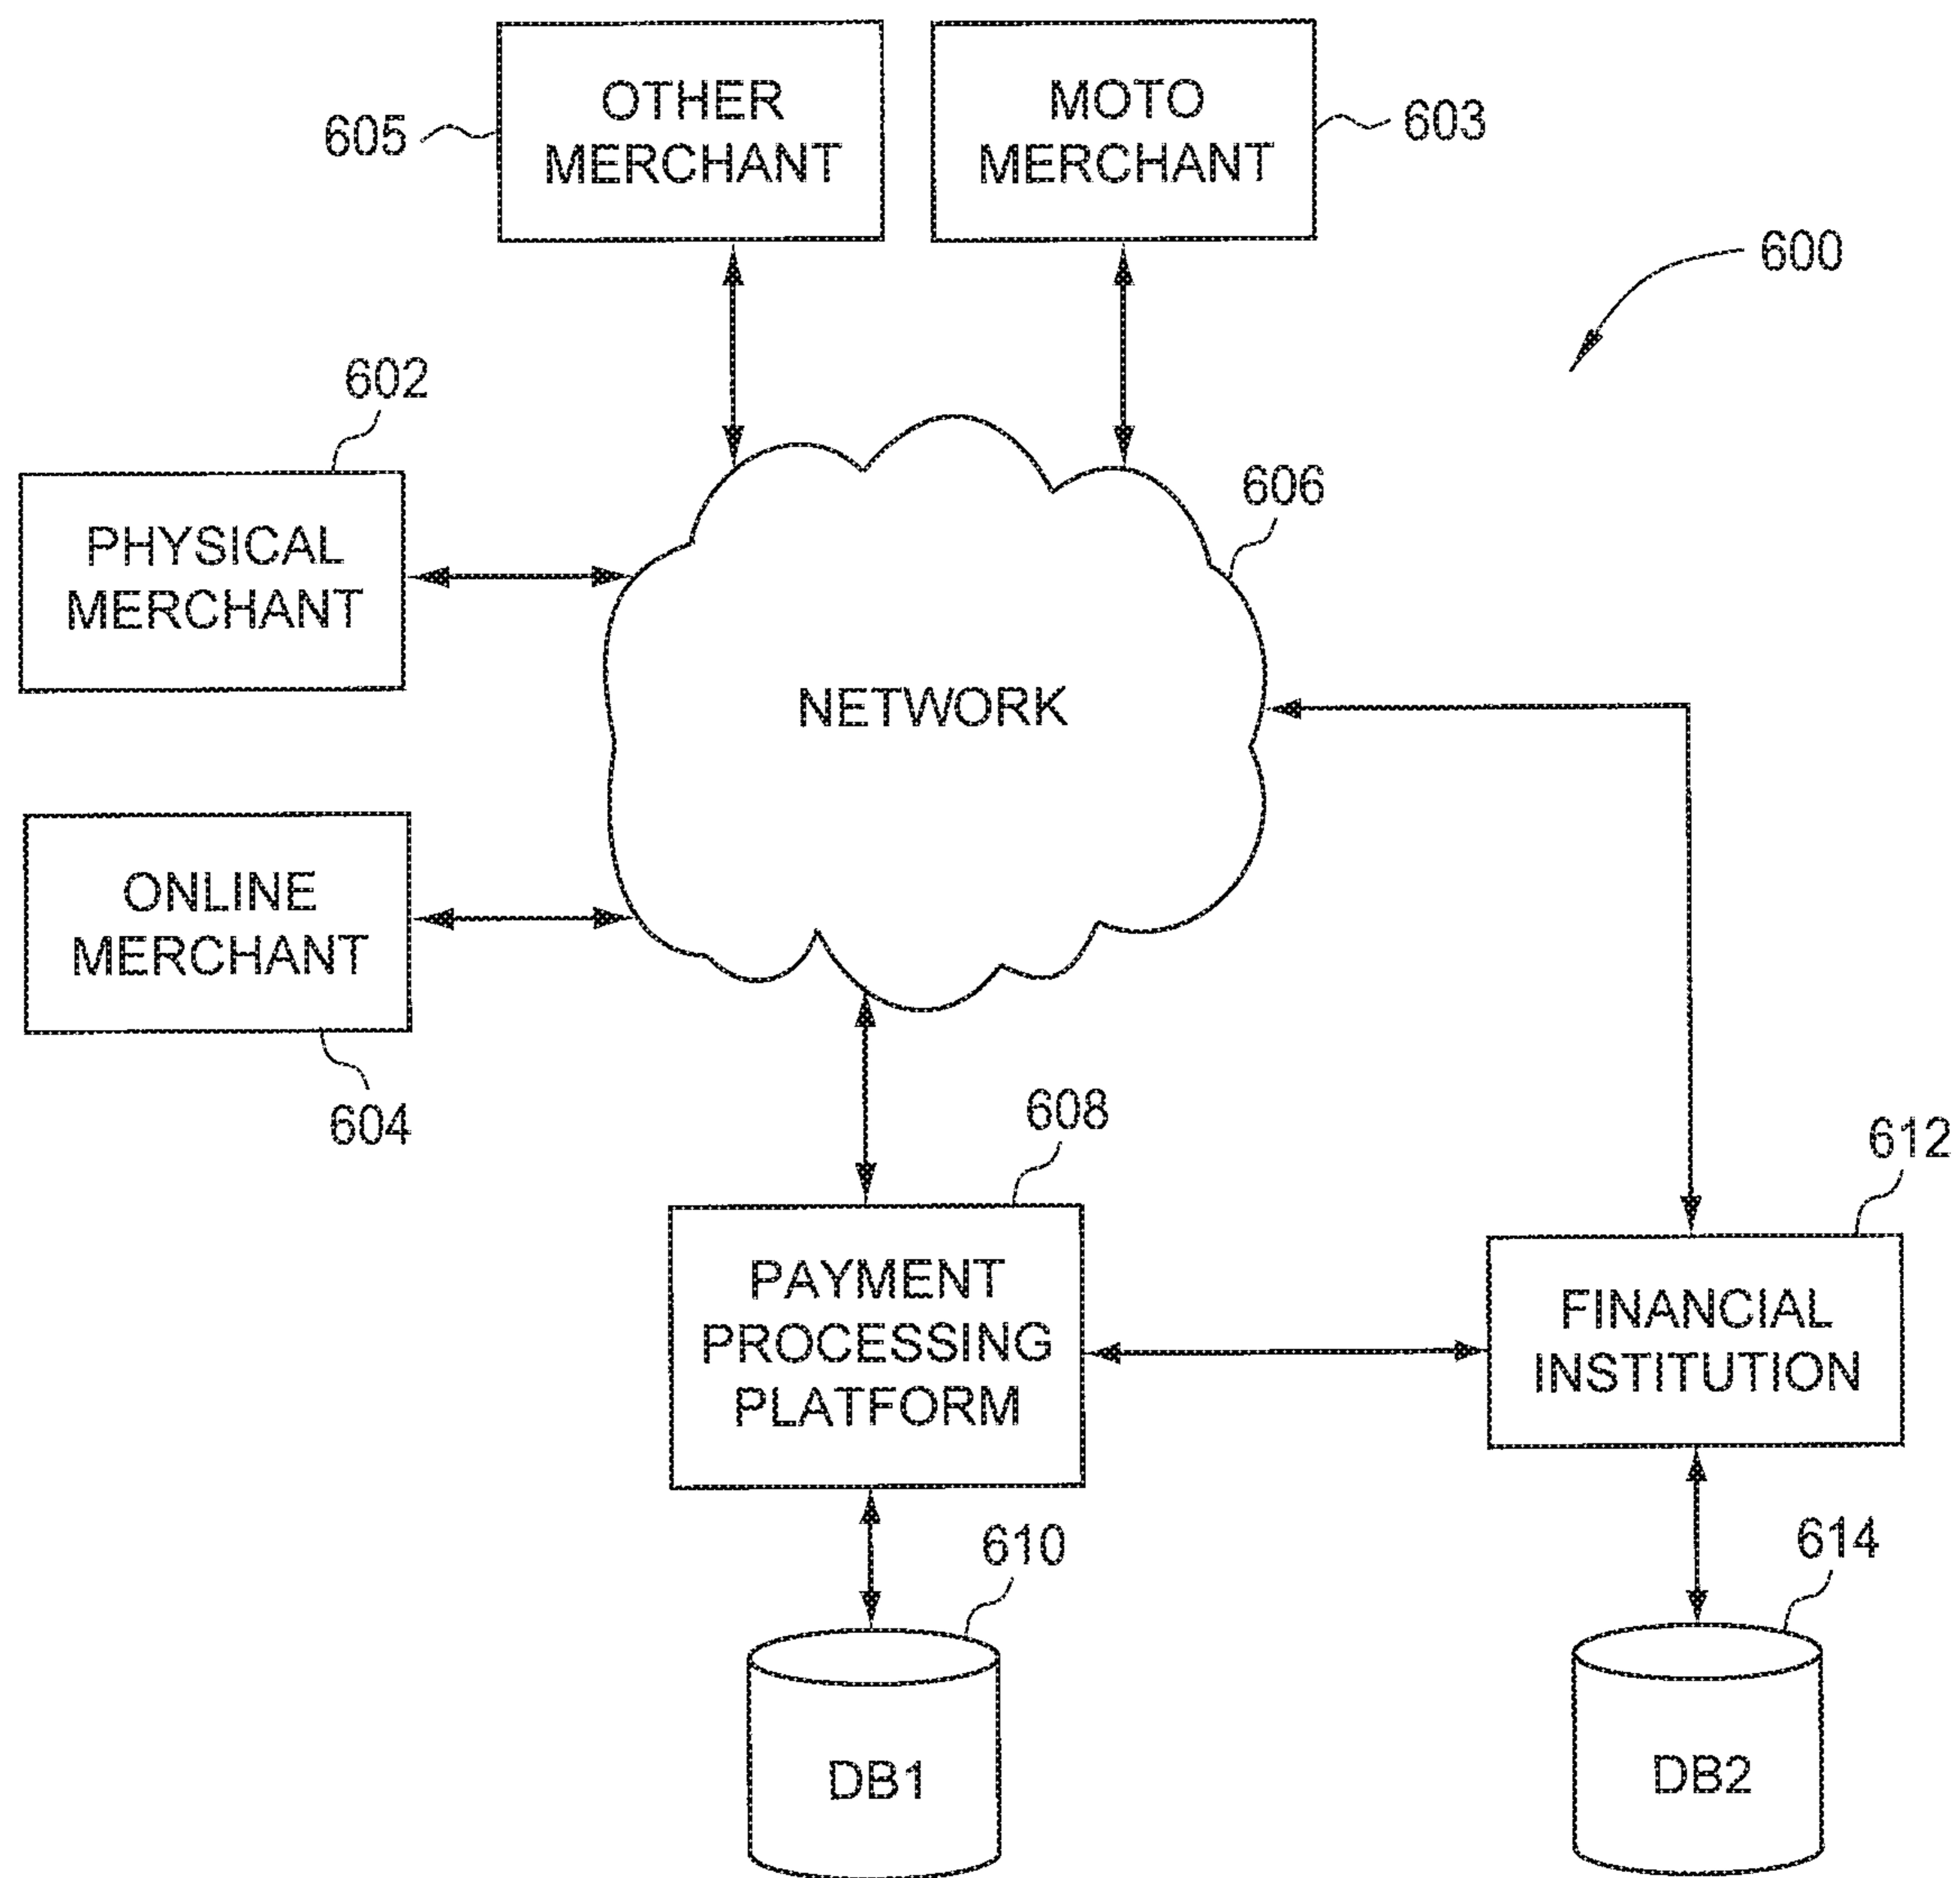 OTHER
MERCHANT
605
MOTO
MERCHANT
603
600
602
PHYSICAL
MERCHANT
606
NETWORK
ONLINE
MERCHANT
604
608
PAYMENT
PROCESSING
PLATFORM
612
FINANCIAL
INSTITUTION
610
DB1
614
DB2